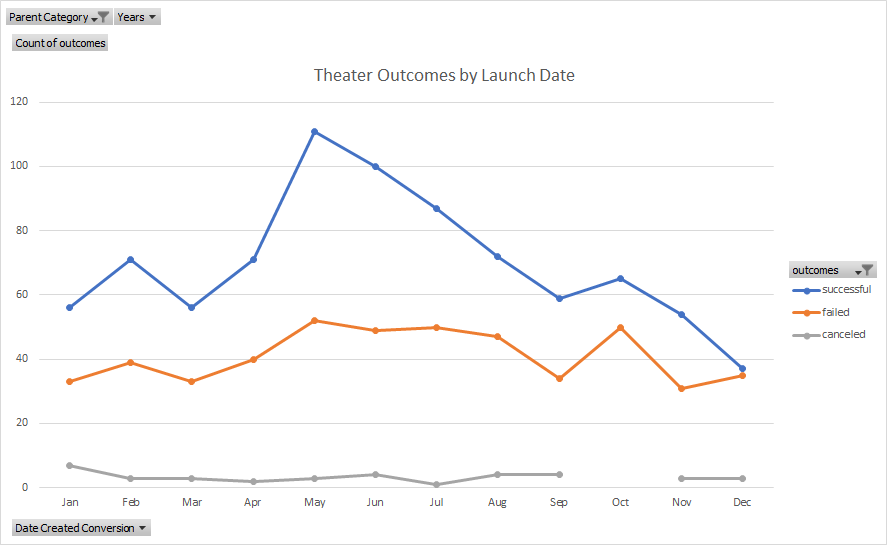 Parent Category Years
Count of outcomes
Theater Outcomes by Launch Date
120
100
80
60
40
20
0
Jan Feb Mar Apr May Jun Jul Aug Sep Oct Nov Dec
outcomes
successful
failed
canceled
Date Created Conversion